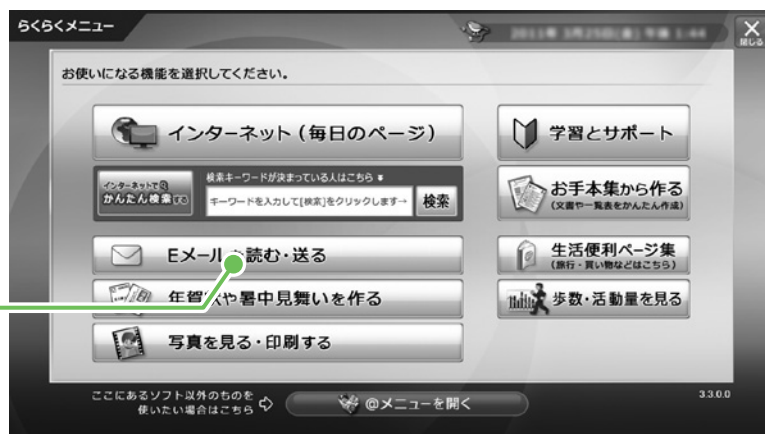 らくらくメニュー
閉じる
お使いになる機能を選択してください。
インターネット(毎日のページ)
学習とサポート
インターネットで
かんたん検索
検索キーワードが決まっている人はこちら
キーワードを入力して[検索]をクリックします→
検索
お手本集から作る
(文書や一覧表をかんたん作成)
Eメール 読む・送る
生活便利ページ集
(旅行・買い物などはこちら)
年賀状や暑中見舞いを作る
歩数・活動量を見る
写真を見る・印刷する
ここにあるソフト以外のものを
使いたい場合はこちら
@メニューを開く
3.3.0.0